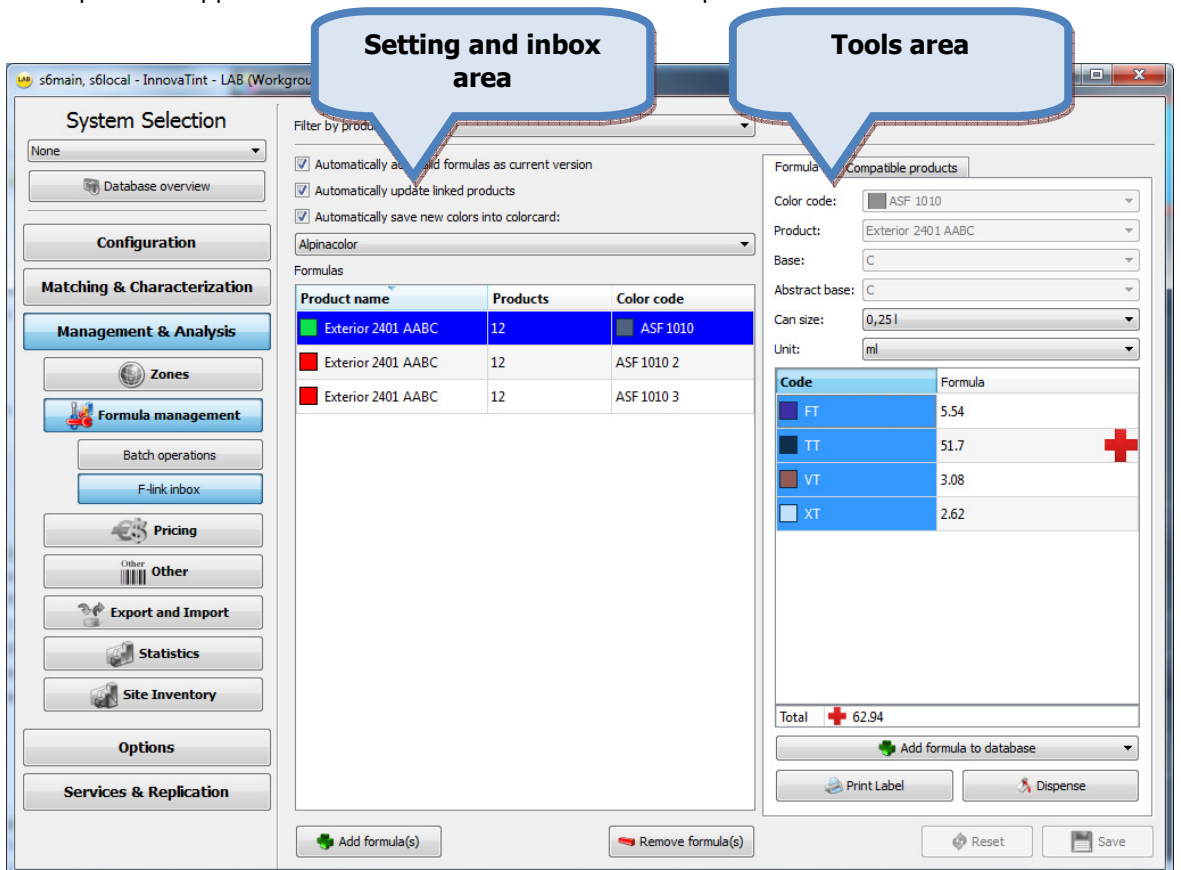 Setting and inbox
area
Tools area
s6main, s6local - InnovaTint - LAB (Workgrou
System Selection
None
Database overview
Configuration
Matching & Characterization
Management & Analysis
Zones
Formula management
Batch operations
F-link inbox
Pricing
Other
Other
Export and Import
Statistics
Site Inventory
Options
Services & Replication
Filter by produ
Automatically add valid formulas as current version
Automatically update linked products
Automatically save new colors into colorcard:
Alpinacolor
Formulas
Product name Products Color code
Exterior 2401 AABC 12 ASF 1010
Exterior 2401 AABC 12 ASF 1010 2
Exterior 2401 AABC 12 ASF 1010 3
Add formula(s)
Remove formula(s)
Formula Compatible products
Color code: ASF 1010
Product: Exterior 2401 AABC
Base: C
Abstract base: C
Can size: 0,25 l
Unit: ml
Code Formula
FT 5.54
TT 51.7
VT 3.08
XT 2.62
Total 62.94
Add formula to database
Print Label
Dispense
Reset
Save